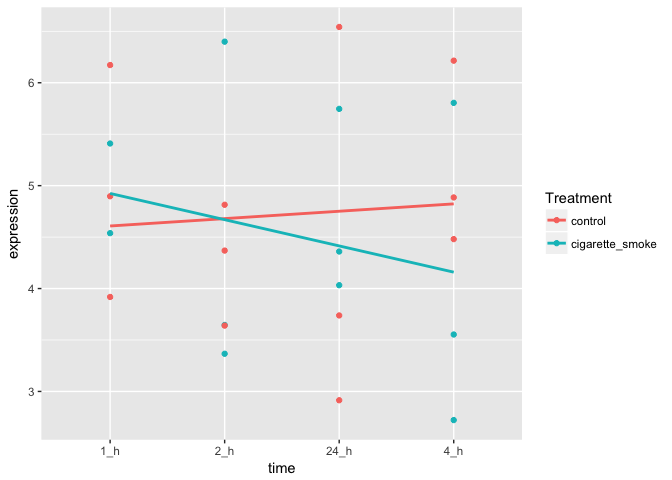 6
5
4
3
expression
1_h
2_h
24_h
4_h
time
Treatment
control
cigarette_smoke